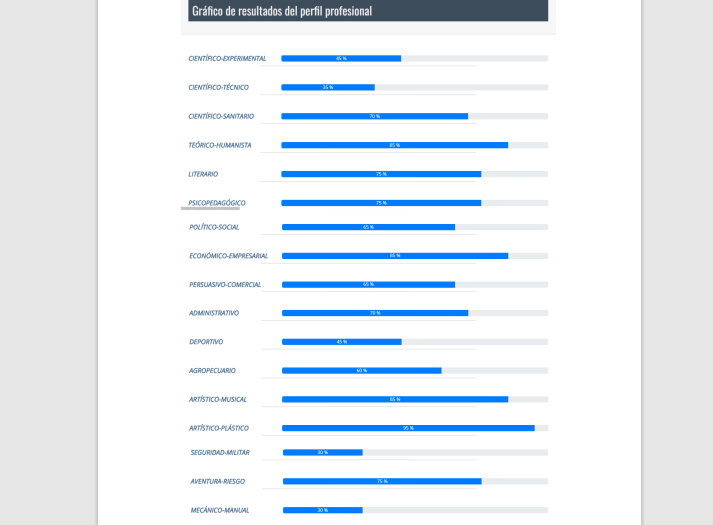 Gráfico de resultados del perfil profesional
CIENTÍFICO-EXPERIMENTAL 45 %
CIENTÍFICO-TÉCNICO 35 %
CIENTÍFICO-SANITARIO 70 %
TEÓRICO-HUMANISTA 85 %
LITERARIO 75 %
PSICOPEDAGÓGICO 75 %
POLÍTICO-SOCIAL 65 %
ECONÓMICO-EMPRESARIAL 85 %
PERSUASIVO-COMERCIAL 65 %
ADMINISTRATIVO 70 %
DEPORTIVO 45 %
AGROPECUARIO 60 %
ARTÍSTICO-MUSICAL 85 %
ARTÍSTICO-PLÁSTICO 95 %
SEGURIDAD-MILITAR 30 %
AVENTURA-RIESGO 75 %
MECÁNICO-MANUAL 30 %